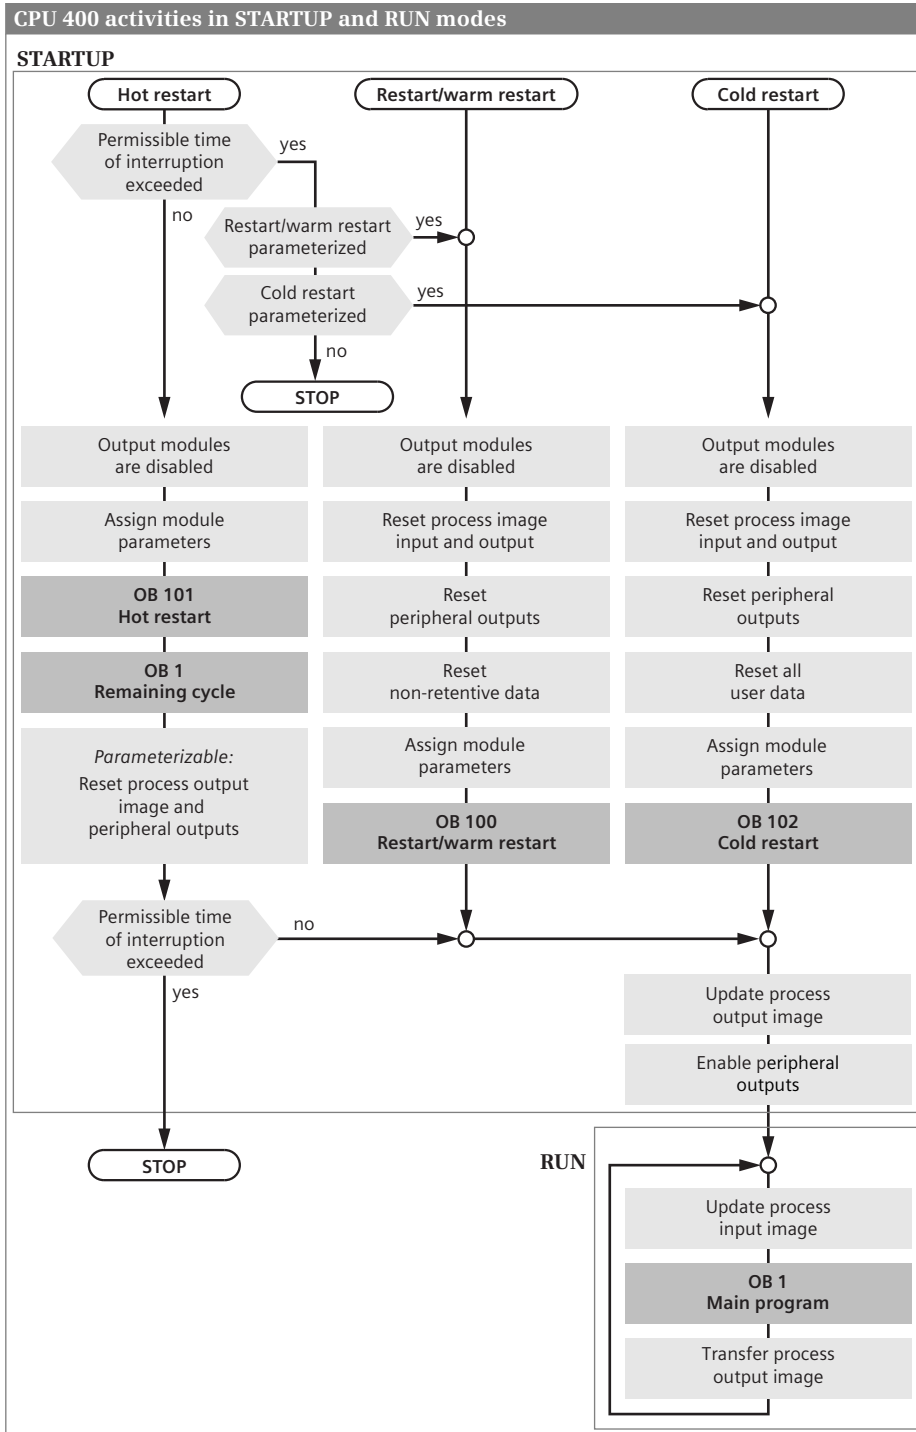 CPU 400 activities in STARTUP and RUN modes
STARTUP
Hot restart
Restart/warm restart
Cold restart
Permissible time
of interruption
exceeded
yes
no
Restart/warm restart
parameterized
yes
Cold restart
parameterized
yes
no
STOP
Output modules
are disabled
Assign module
parameters
OB 101
Hot restart
OB 1
Remaining cycle
Parameterizable:
Reset process output
image and
peripheral outputs
Output modules
are disabled
Reset process image
input and output
Reset
peripheral outputs
Reset
non-retentive data
Assign module
parameters
OB 100
Restart/warm restart
Output modules
are disabled
Reset process image
input and output
Reset peripheral
outputs
Reset all
user data
Assign module
parameters
OB 102
Cold restart
Permissible time
of interruption
exceeded
no
yes
STOP
Update process
output image
Enable peripheral
outputs
RUN
Update process
input image
OB 1
Main program
Transfer process
output image